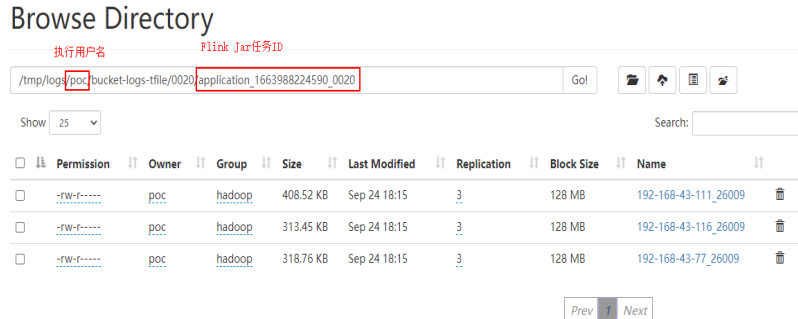 Browse Directory
执行用户名
Flink Jar任务ID
/tmp/logs/poc/bucket-logs-tfile/0020/application_1663988224590_0020 Go!
Show 25 Search:
Permission Owner Group Size Last Modified Replication Block Size Name
-rw-r----- poc hadoop 408.52 KB Sep 24 18:15 3 128 MB 192-168-43-111_26009
-rw-r----- poc hadoop 313.45 KB Sep 24 18:15 3 128 MB 192-168-43-116_26009
-rw-r----- poc hadoop 318.76 KB Sep 24 18:15 3 128 MB 192-168-43-77_26009
Prev 1 Next